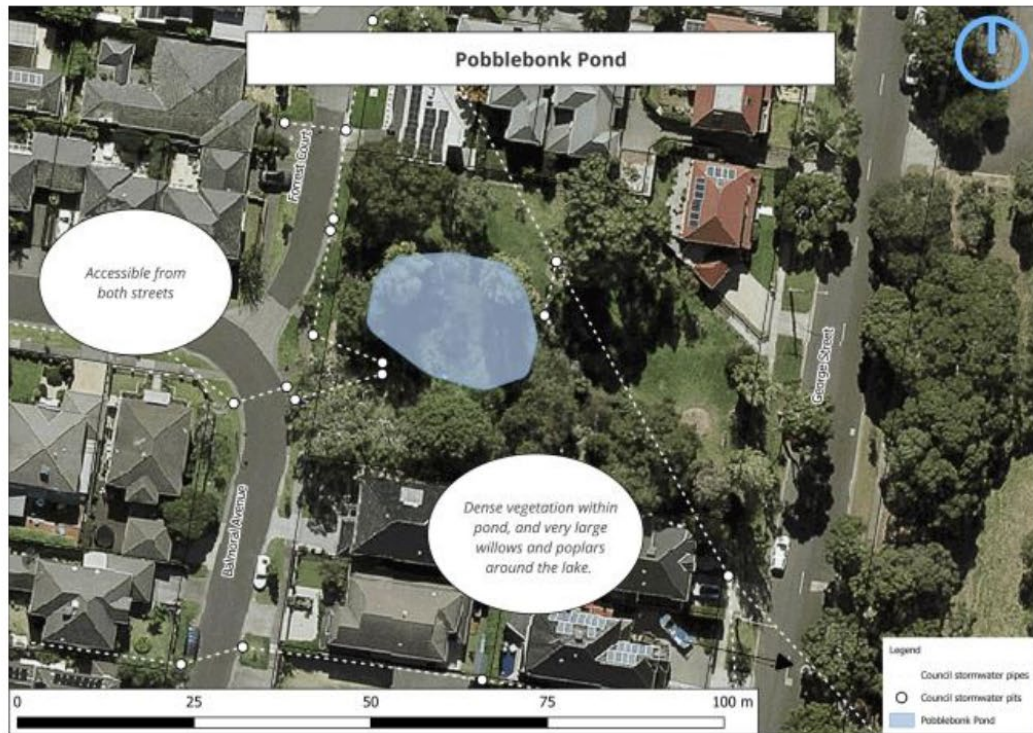 Pobblebonk Pond
Forrest Court
Accessible from
both streets
George Street
Balmoral Avenue
Dense vegetation within
pond, and very large
willows and poplars
around the lake.
Legend
Council stormwater pipes
Council stormwater pits
Pobblebonk Pond
0 25 50 75 100 m